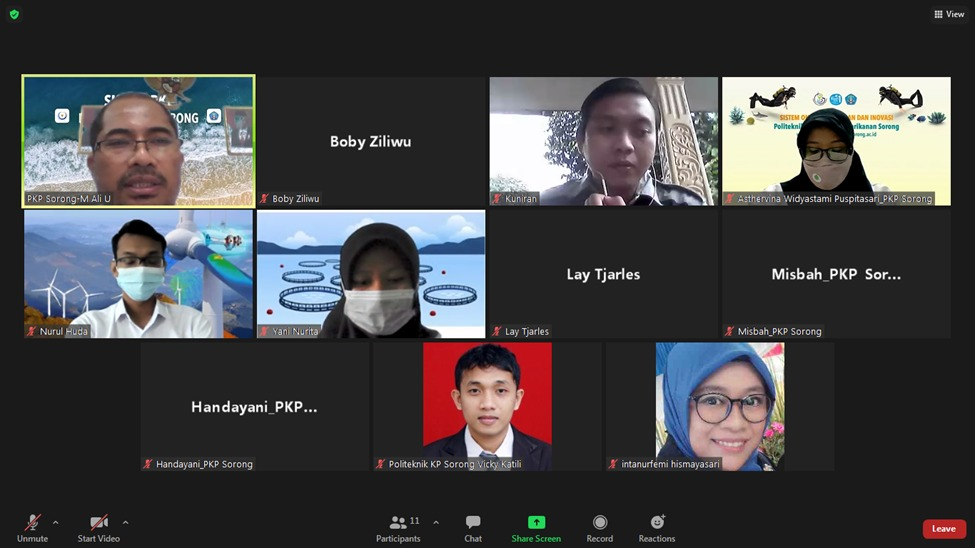 View
PKP Sorong-M Ali U
Boby Ziliwu
Boby Ziliwu
Kuniran
Politeknik
Perikanan Sorong
Asthervina Widyastami Puspitasari_PKP Sorong
Nurul Huda
Yani Nurita
Lay Tjarles
Lay Tjarles
Misbah_PKP Sor...
Misbah_PKP Sorong
Handayani_PKP...
Handayani_PKP Sorong
Politeknik KP Sorong Vicky Katili
intanurfemi hismayasari
Unmute
Start Video
11
Participants
Chat
Share Screen
Record
Reactions
Leave